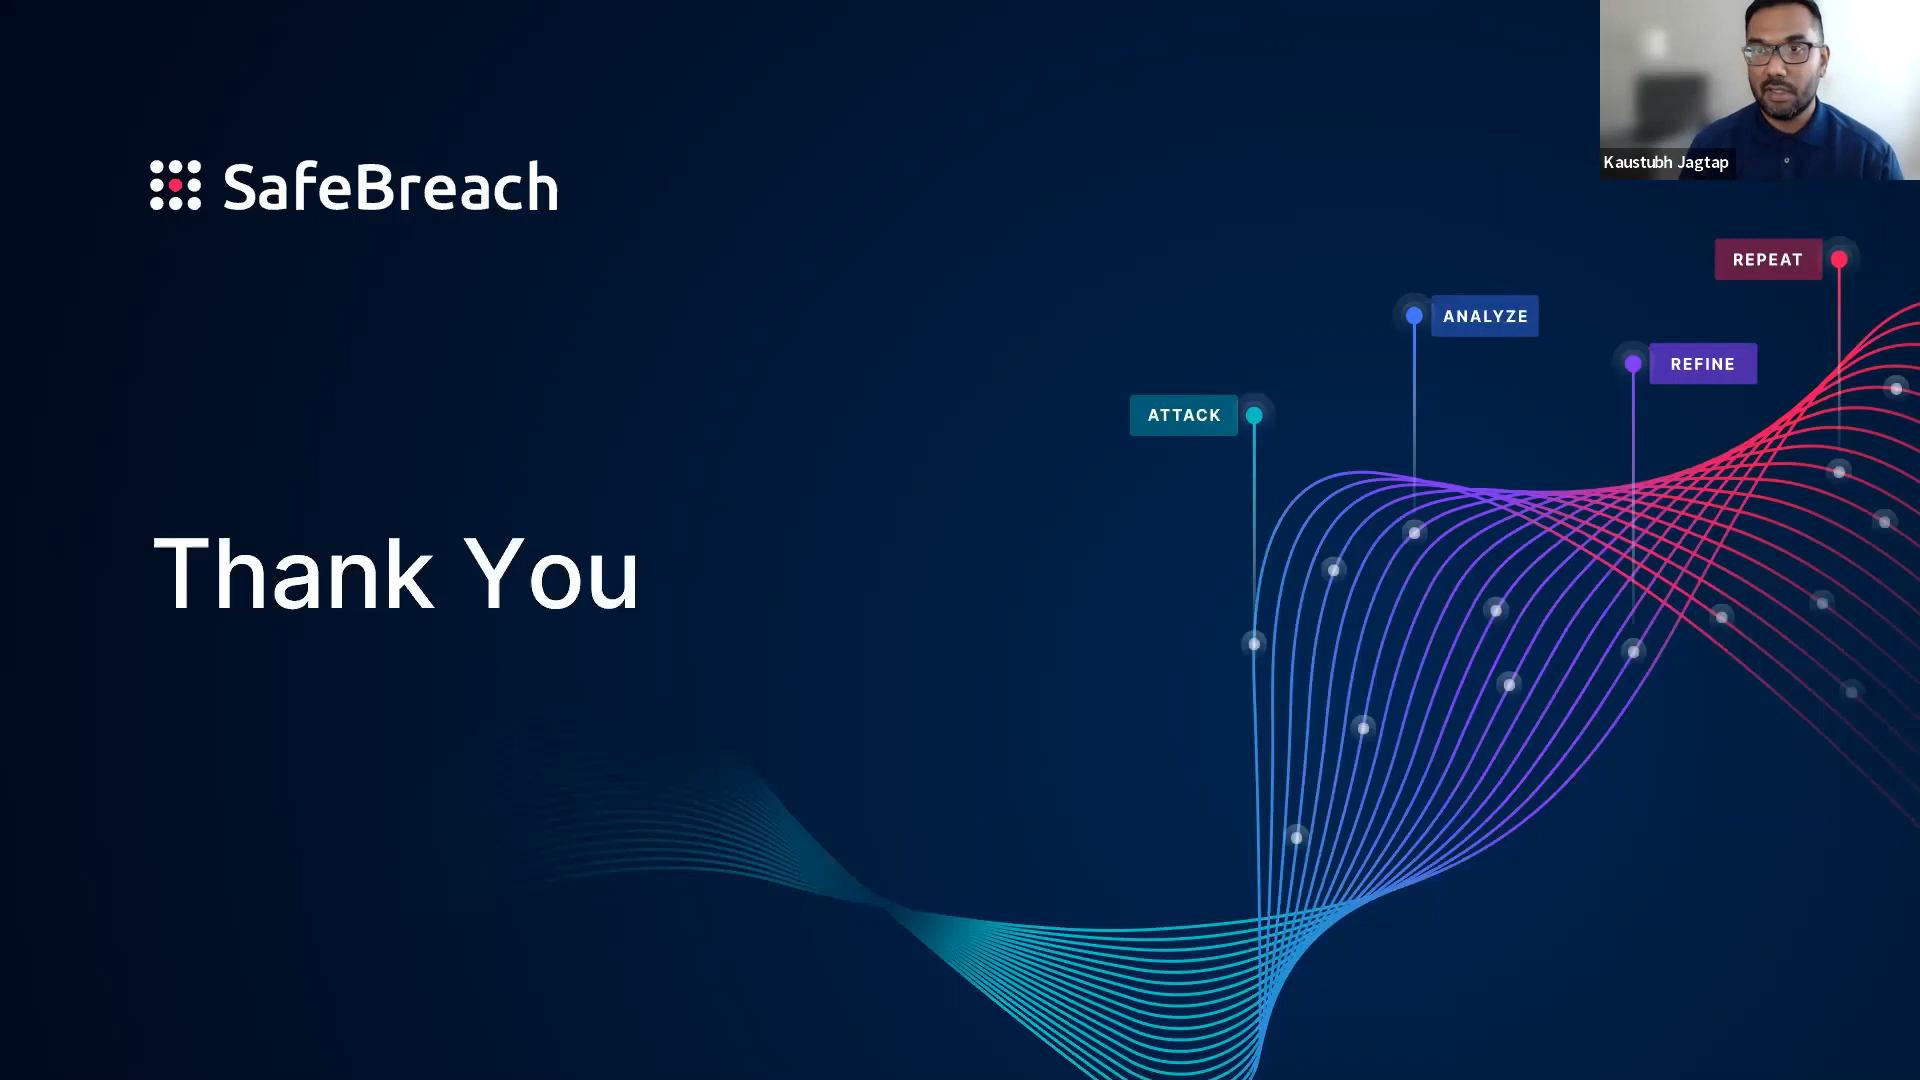 SafeBreach
Kaustubh Jagtap
REPEAT
ANALYZE
REFINE
ATTACK
Thank You